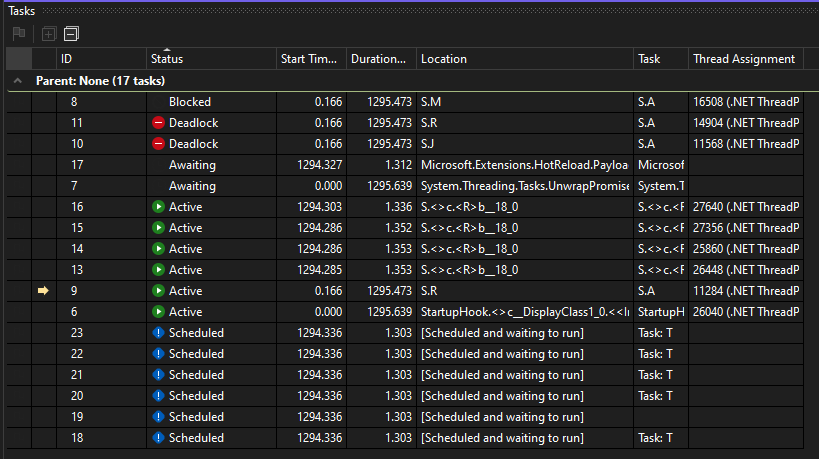 Tasks
ID Status Start Tim... Duration... Location Task Thread Assignment
Parent: None (17 tasks)
8 Blocked 0.166 1295.473 S.M S.A 16508 (.NET ThreadP
11 Deadlock 0.166 1295.473 S.R S.A 14904 (.NET ThreadP
10 Deadlock 0.166 1295.473 S.J S.A 11568 (.NET ThreadP
17 Awaiting 1294.327 1.312 Microsoft.Extensions.HotReload.Payloa Microsof
7 Awaiting 0.000 1295.639 System.Threading.Tasks.UnwrapPromise System.T
16 Active 1294.303 1.336 S.<>c.<R>b__18_0 S.<>c.<F 27640 (.NET ThreadP
15 Active 1294.286 1.352 S.<>c.<R>b__18_0 S.<>c.<F 27356 (.NET ThreadP
14 Active 1294.286 1.353 S.<>c.<R>b__18_0 S.<>c.<F 25860 (.NET ThreadP
13 Active 1294.285 1.353 S.<>c.<R>b__18_0 S.<>c.<F 26448 (.NET ThreadP
9 Active 0.166 1295.473 S.R S.A 11284 (.NET ThreadP
6 Active 0.000 1295.639 StartupHook.<>c__DisplayClass1_0.<<In StartupH 26040 (.NET ThreadP
23 Scheduled 1294.336 1.303 [Scheduled and waiting to run] Task: T
22 Scheduled 1294.336 1.303 [Scheduled and waiting to run] Task: T
21 Scheduled 1294.336 1.303 [Scheduled and waiting to run] Task: T
20 Scheduled 1294.336 1.303 [Scheduled and waiting to run] Task: T
19 Scheduled 1294.336 1.303 [Scheduled and waiting to run]
18 Scheduled 1294.336 1.303 [Scheduled and waiting to run] Task: T